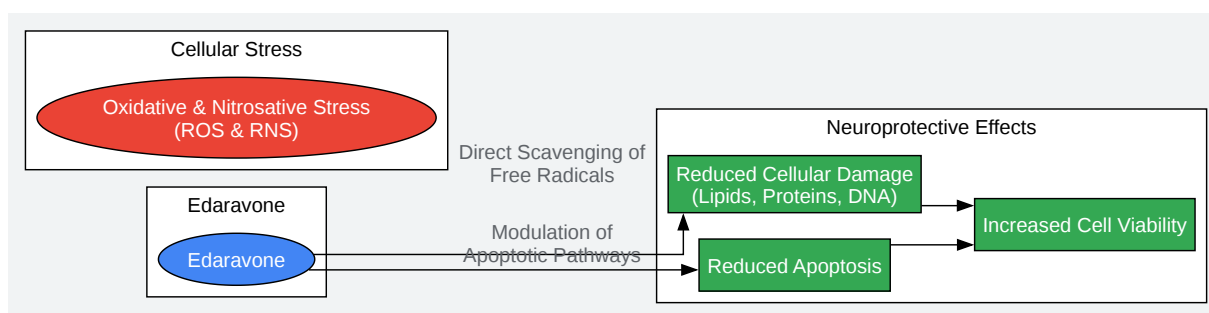 Cellular Stress
Oxidative & Nitrosative Stress
(ROS & RNS)
Edaravone
Edaravone
Direct Scavenging of
Free Radicals
Modulation of
Apoptotic Pathways
Neuroprotective Effects
Reduced Cellular Damage
(Lipids, Proteins, DNA)
Reduced Apoptosis
Increased Cell Viability